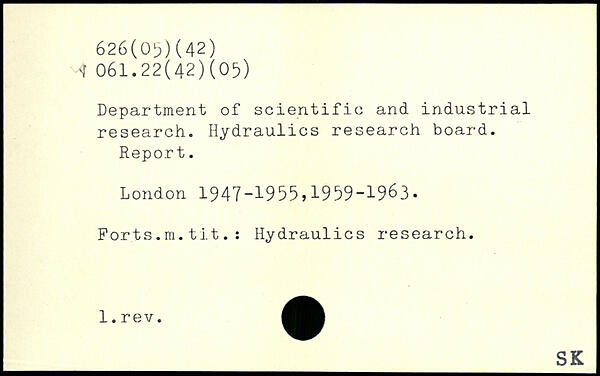 626(05)(42)
061.22(42)(05)
Department of scientific and industrial
research. Hydraulics research board.
Report.
London 1947-1955,1959-1963.
Forts.m.tit.: Hydraulics research.
1.rev.
SK